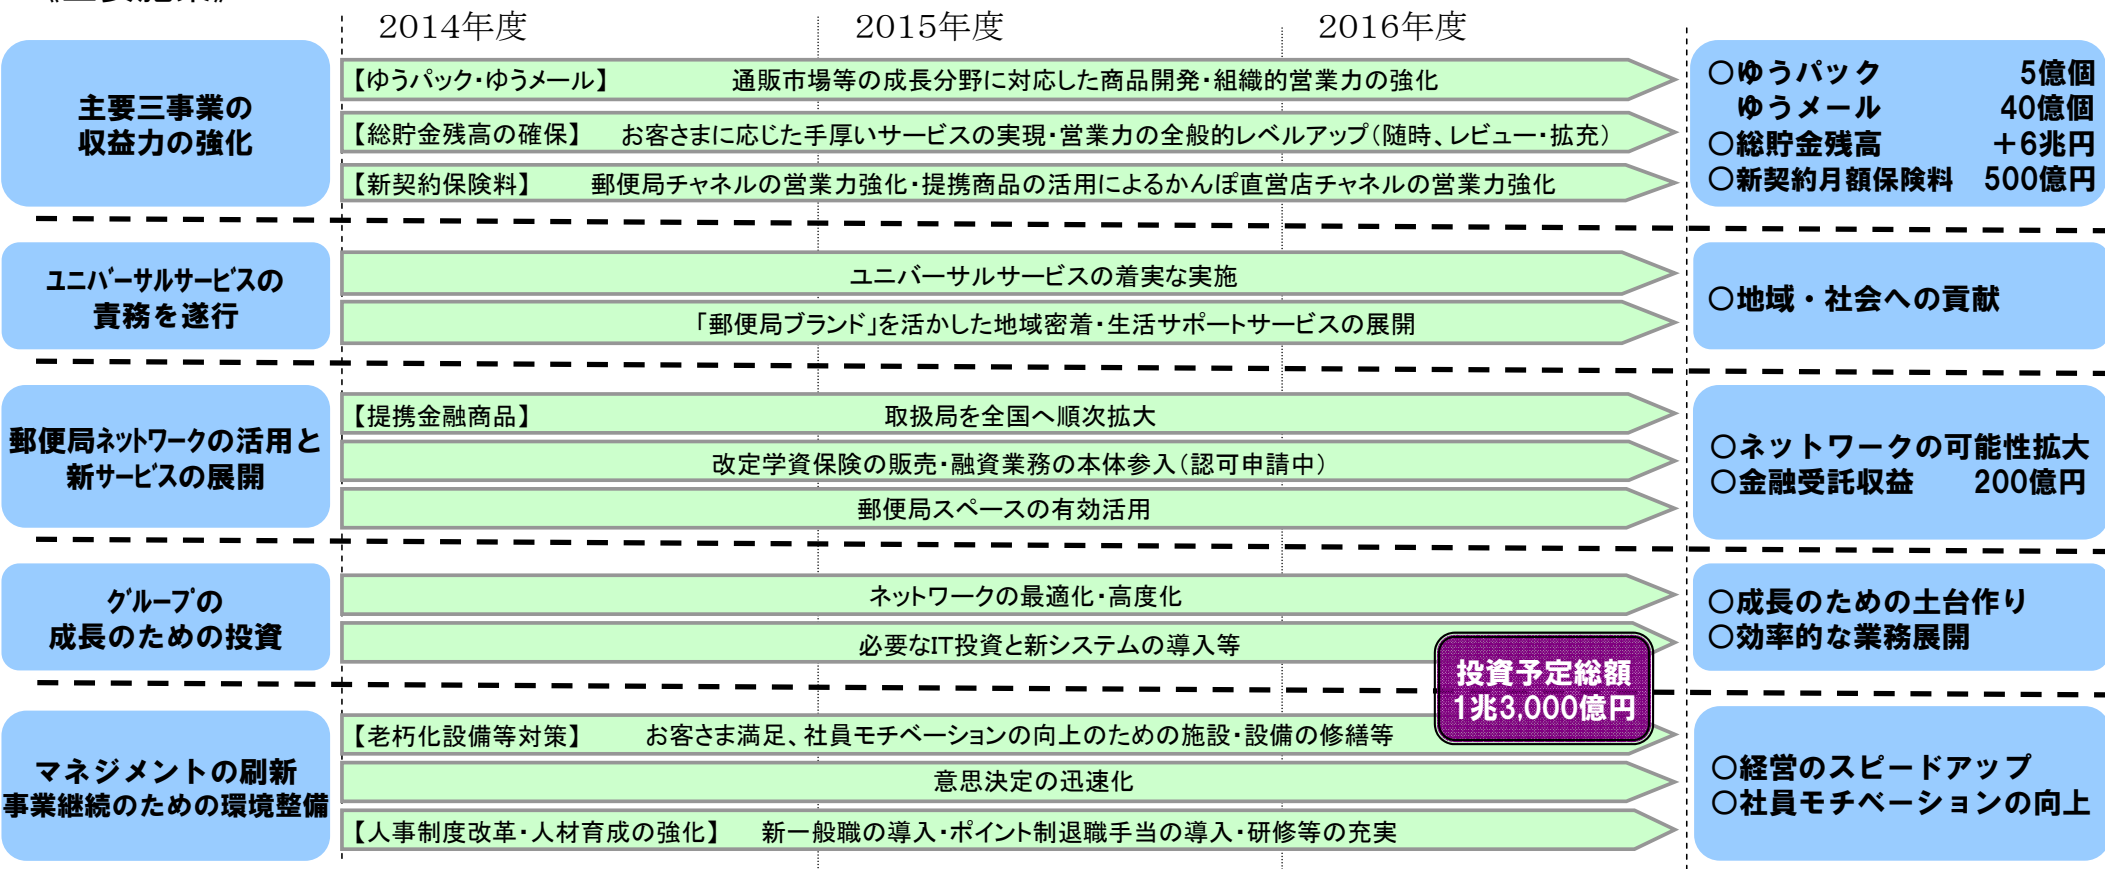 2014年度 2015年度 2016年度
主要三事業の
収益力の強化
【ゆうパック・ゆうメール】 通販市場等の成長分野に対応した商品開発・組織的営業力の強化
【総貯金残高の確保】 お客さまに応じた手厚いサービスの実現・営業力の全般的レベルアップ(随時、レビュー・拡充)
【新契約保険料】 郵便局チャネルの営業力強化・提携商品の活用によるかんぽ直営店チャネルの営業力強化
○ゆうパック 5億個
ゆうメール 40億個
○総貯金残高 +6兆円
○新契約月額保険料 500億円
ユニバーサルサービスの
責務を遂行
ユニバーサルサービスの着実な実施
「郵便局ブランド」を活かした地域密着・生活サポートサービスの展開
○地域・社会への貢献
郵便局ネットワークの活用と
新サービスの展開
【提携金融商品】 取扱局を全国へ順次拡大
改定学資保険の販売・融資業務の本体参入(認可申請中)
郵便局スペースの有効活用
○ネットワークの可能性拡大
○金融受託収益 200億円
グループの
成長のための投資
ネットワークの最適化・高度化
必要なIT投資と新システムの導入等
投資予定総額
1兆3,000億円
○成長のための土台作り
○効率的な業務展開
マネジメントの刷新
事業継続のための環境整備
【老朽化設備等対策】 お客さま満足、社員モチベーションの向上のための施設・設備の修繕等
意思決定の迅速化
【人事制度改革・人材育成の強化】 新一般職の導入・ポイント制退職手当の導入・研修等の充実
○経営のスピードアップ
○社員モチベーションの向上